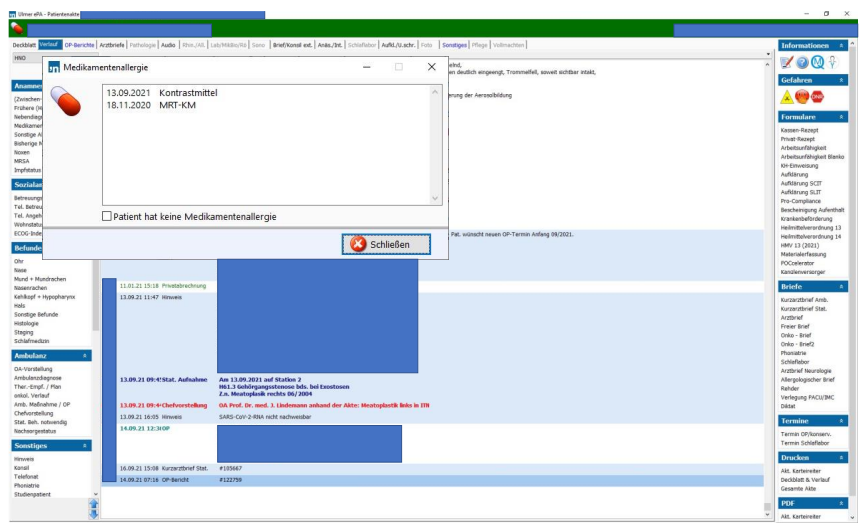 Ulmer ePA - Patientenakte
Deckblatt Verlauf OP-Berichte Arztbriefe Pathologie Audio Rhin./All. Lab/MiBio/Rö Sono Brief/Konsil ext. Anäs./Int. Schlaflabor Aufkl./U.schr. Foto Sonstiges Pflege Vollmachten
HNO
Medikamentenallergie
13.09.2021 Kontrastmittel
18.11.2020 MRT-KM
Patient hat keine Medikamentenallergie
Schließen
en deutlich eingeengt, Trommelfell, soweit sichtbar intakt,
erung der Aerosolbildung
Pat. wünscht neuen OP-Termin Anfang 09/2021.
11.01.21 15:18 Privatabrechnung
13.09.21 11:47 Hinweis
13.09.21 09:4 Stat. Aufnahme Am 13.09.2021 auf Station 2
H61.3 Gehörgangsstenose bds. bei Exostosen
Z.n. Meatoplasik rechts 06/2004
13.09.21 09:4 Chefvorstellung OA Prof. Dr. med. J. Lindemann anhand der Akte: Meatoplastik links in ITN
13.09.21 16:05 Hinweis SARS-CoV-2-RNA nicht nachweisbar
14.09.21 12:3 OP
16.09.21 15:08 Kurzarztbrief Stat. #105667
14.09.21 07:16 OP-Bericht #122759
Anamne
(Zwischen-
Frühere (H
Nebendiag
Medikamen
Sonstige A
Bisherige M
Noxen
MRSA
Impfstatus
Sozialan
Betreuungs
Tel. Betreu
Tel. Angeh
Wohnsitua
ECOG-Inde
Befunde
Ohr
Nase
Mund + Mundrachen
Nasenrachen
Kehlkopf + Hypopharynx
Hals
Sonstige Befunde
Histologie
Staging
Schlafmedizin
Ambulanz
OA-Vorstellung
Ambulanzdiagnose
Ther.-Empf. / Plan
onkol. Verlauf
Amb. Maßnahme / OP
Chefvorstellung
Stat. Beh. notwendig
Nachsorgestatus
Sonstiges
Hinweis
Konsil
Telefonat
Phoniatrie
Studienpatient
Informationen
Gefahren
DNR
Formulare
Kassen-Rezept
Privat-Rezept
Arbeitsunfähigkeit
Arbeitsunfähigkeit Blanko
KH-Einweisung
Aufklärung
Aufklärung SCIT
Aufklärung SLIT
Pro-Compliance
Bescheinigung Aufenthalt
Krankenbeförderung
Heilmittelverordnung 13
Heilmittelverordnung 14
HMV 13 (2021)
Materialerfassung
POCcelerator
Kanülenversorger
Briefe
Kurzarztbrief Amb.
Kurzarztbrief Stat.
Arztbrief
Freier Brief
Onko - Brief
Onko - Brief2
Phoniatrie
Schlaflabor
Arztbrief Neurologie
Allergologischer Brief
Rehder
Verlegung PACU/IMC
Diktat
Termine
Termin OP/konserv.
Termin Schlaflabor
Drucken
Akt. Karteireiter
Deckblatt & Verlauf
Gesamte Akte
PDF
Akt. Karteireiter